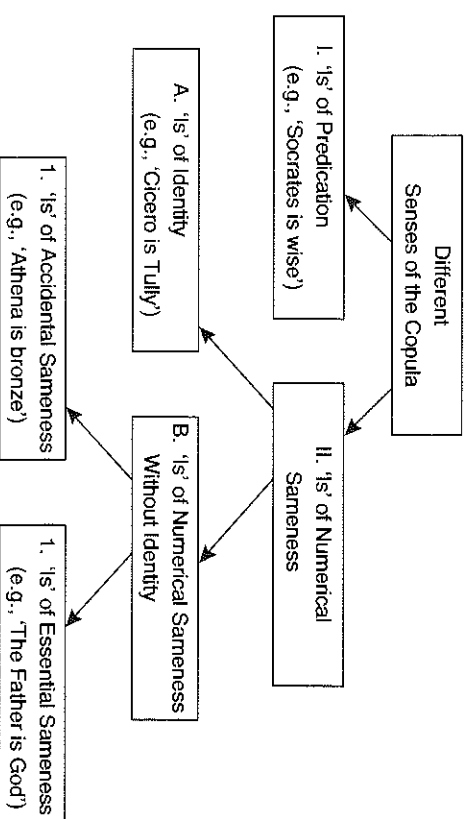 Different
Senses of the Copula
I. 'Is' of Predication
(e.g., 'Socrates is wise')
II. 'Is' of Numerical
Sameness
A. 'Is' of Identity
(e.g., 'Cicero is Tully')
B. 'Is' of Numerical Sameness
Without Identity
1. 'Is' of Accidental Sameness
(e.g., 'Athena is bronze')
1. 'Is' of Essential Sameness
(e.g., 'The Father is God')